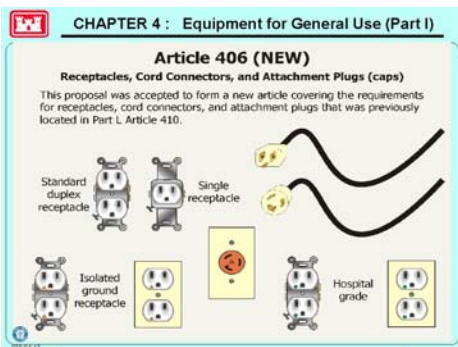 CHAPTER 4 : Equipment for General Use (Part I)
Article 406 (NEW)
Receptacles, Cord Connectors, and Attachment Plugs (caps)
This proposal was accepted to form a new article covering the requirements
for receptacles, cord connectors, and attachment plugs that was previously
located in Part L Article 410.
Standard
duplex
receptacle
Single
receptacle
Isolated
ground
receptacle
Hospital
grade